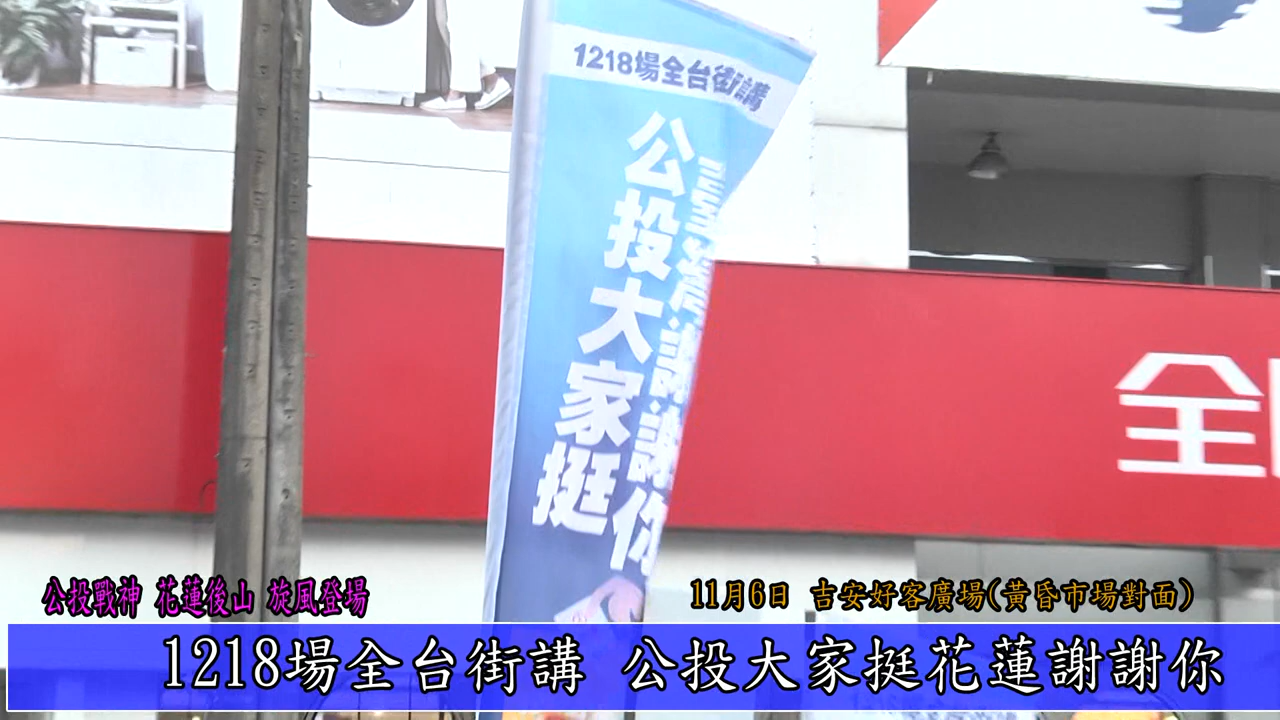 1218場全台街講
公投大家挺
謝謝你
全
公投戰神 花蓮後山 旋風登場
11月6日 吉安好客廣場(黃昏市場對面)
1218場全台街講 公投大家挺花蓮謝謝你